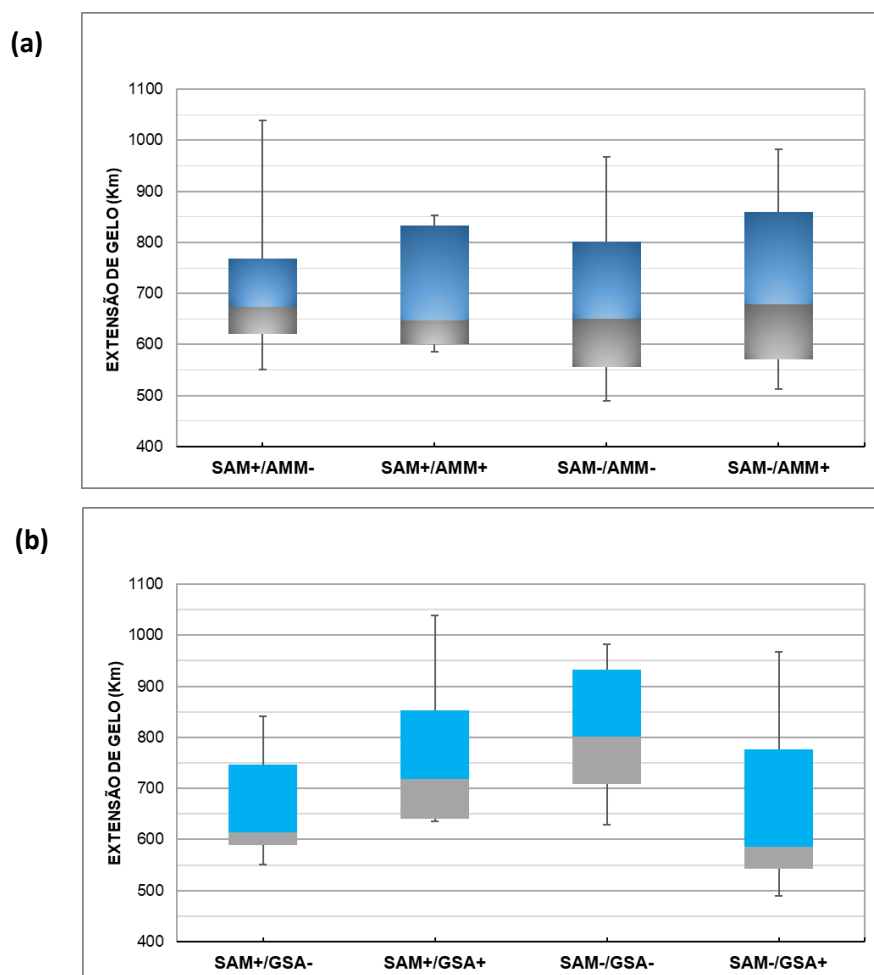 (a)
EXTENSÃO DE GELO (Km)
1100
1000
900
800
700
600
500
400
SAM+/AMM- SAM+/AMM+ SAM-/AMM- SAM-/AMM+
(b)
EXTENSÃO DE GELO (Km)
1100
1000
900
800
700
600
500
400
SAM+/GSA- SAM+/GSA+ SAM-/GSA- SAM-/GSA+